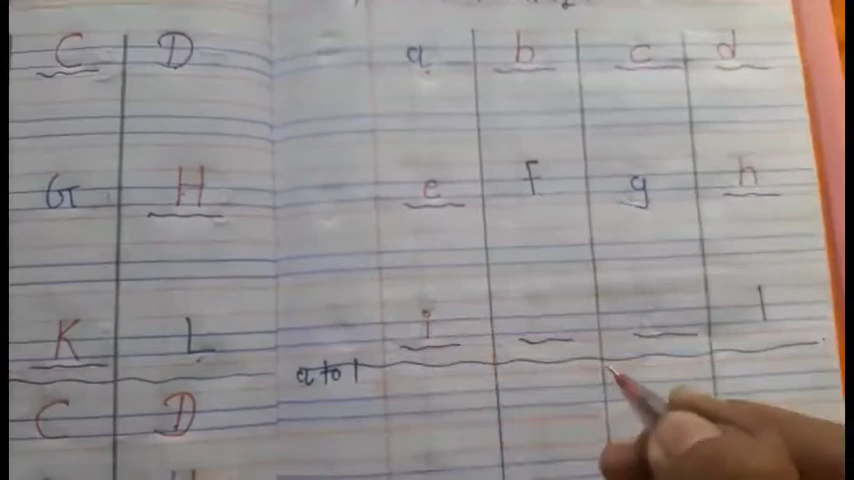 C D
G H
K L
C D
a b c d
e f g h
i _ _ l
a to l